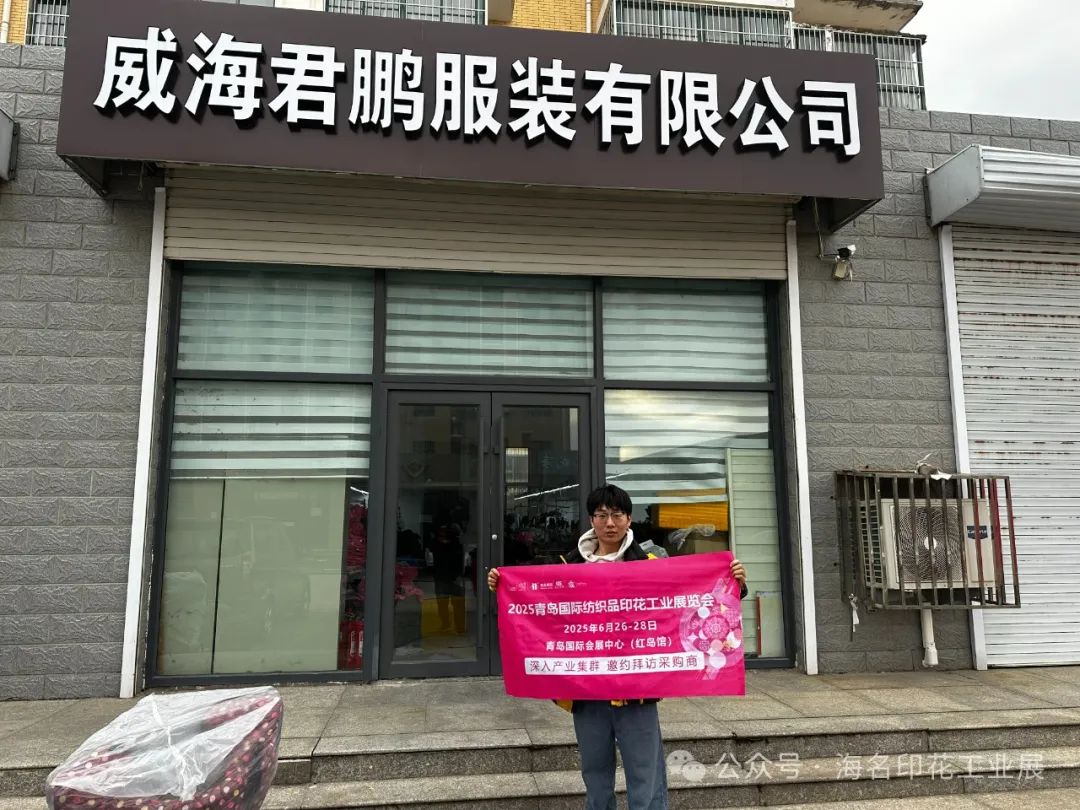 威海君鹏服装有限公司
2025青岛国际纺织品印花工业展览会
2025年6月26-28日
青岛国际会展中心（红岛馆）
深入产业集群 邀约拜访采购商
公众号·海名印花工业展